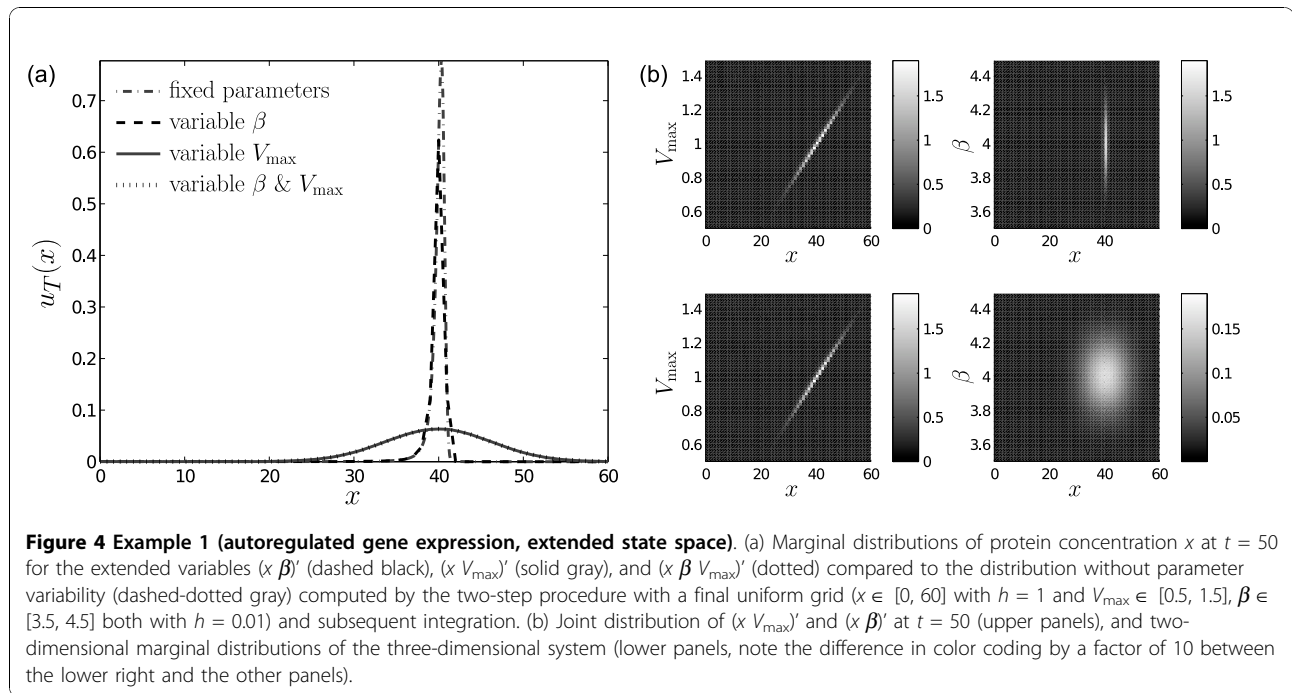 (a)
0.7
0.6
0.5
0.4
0.3
0.2
0.1
0
u_T(x)
fixed parameters
variable β
variable V_max
variable β & V_max
0 10 20 30 40 50 60
x
(b)
1.4
1.2
1
0.8
0.6
V_max
0 20 40 60
x
1.5
1
0.5
0
4.4
4.2
4
3.8
3.6
β
0 20 40 60
x
1.5
1
0.5
0
1.4
1.2
1
0.8
0.6
V_max
0 20 40 60
x
1.5
1
0.5
0
4.4
4.2
4
3.8
3.6
β
0 20 40 60
x
0.15
0.1
0.05
Figure 4 Example 1 (autoregulated gene expression, extended state space). (a) Marginal distributions of protein concentration x at t = 50
for the extended variables (x β)’ (dashed black), (x V_max)’ (solid gray), and (x β V_max)’ (dotted) compared to the distribution without parameter
variability (dashed-dotted gray) computed by the two-step procedure with a final uniform grid (x ∈ [0, 60] with h = 1 and V_max ∈ [0.5, 1.5], β ∈
[3.5, 4.5] both with h = 0.01) and subsequent integration. (b) Joint distribution of (x V_max)’ and (x β)’ at t = 50 (upper panels), and two-
dimensional marginal distributions of the three-dimensional system (lower panels, note the difference in color coding by a factor of 10 between
the lower right and the other panels).